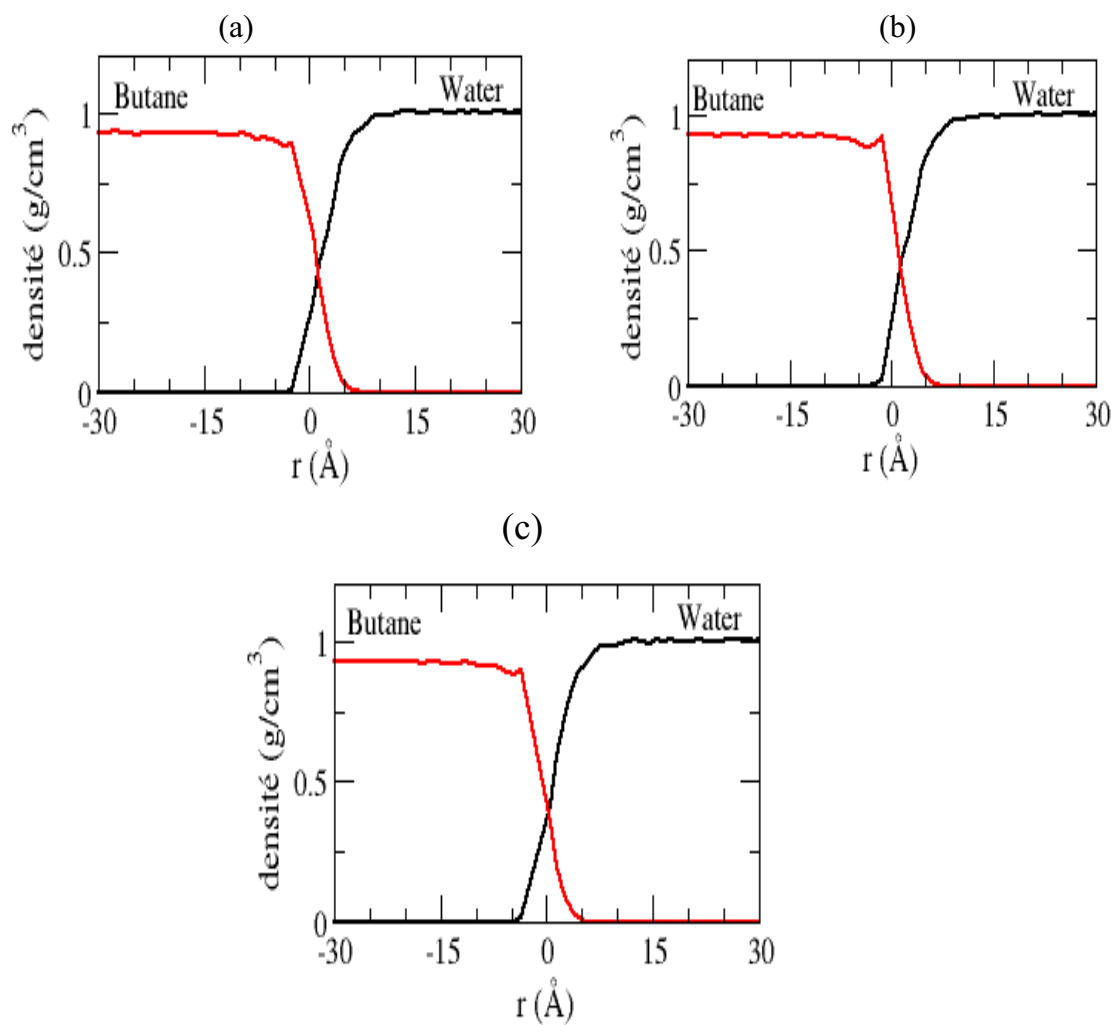 (a)
Butane
Water
densité (g/cm³)
1
0.5
0
-30
-15
0
15
30
r (Å)
(b)
Butane
Water
densité (g/cm³)
1
0.5
0
-30
-15
0
15
30
r (Å)
(c)
Butane
Water
densité (g/cm³)
1
0.5
0
-30
-15
0
15
30
r (Å)